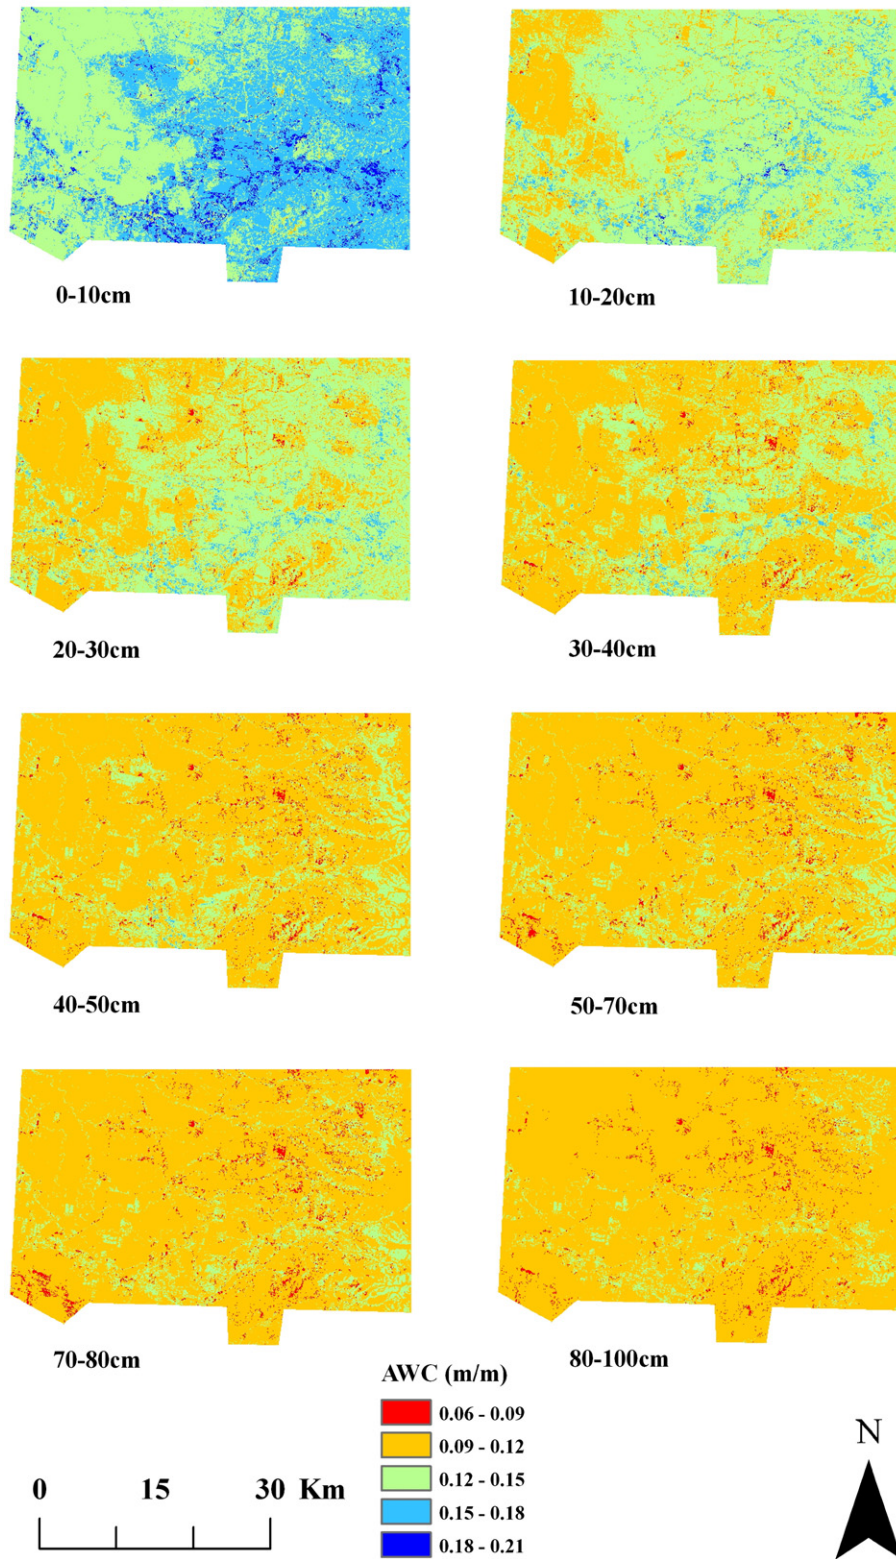 0-10cm
10-20cm
20-30cm
30-40cm
40-50cm
50-70cm
70-80cm
80-100cm
AWC (m/m)
0.06 - 0.09
0.09 - 0.12
0.12 - 0.15
0.15 - 0.18
0.18 - 0.21
0 15 30 Km
N